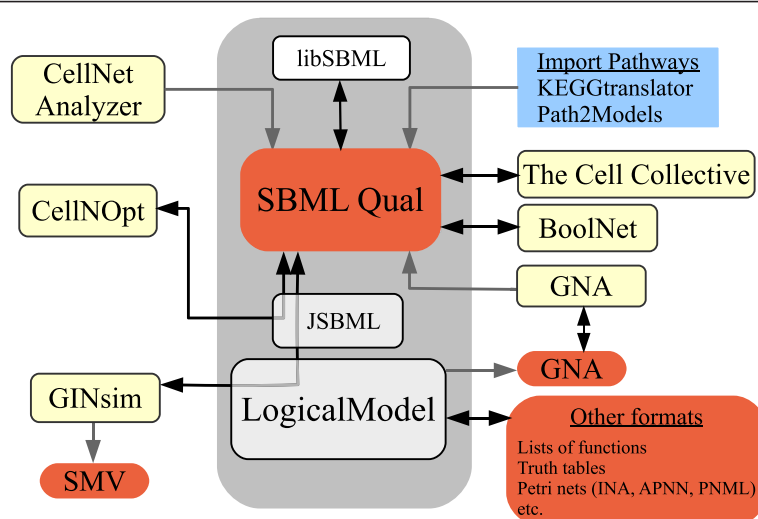 libSBML
CellNet
Analyzer
Import Pathways
KEGGtranslator
Path2Models
SBML Qual
The Cell Collective
CellNOpt
BoolNet
GNA
JSBML
GNA
GINsim
LogicalModel
Other formats
Lists of functions
Truth tables
Petri nets (INA, APNN, PNML)
etc.
SMV